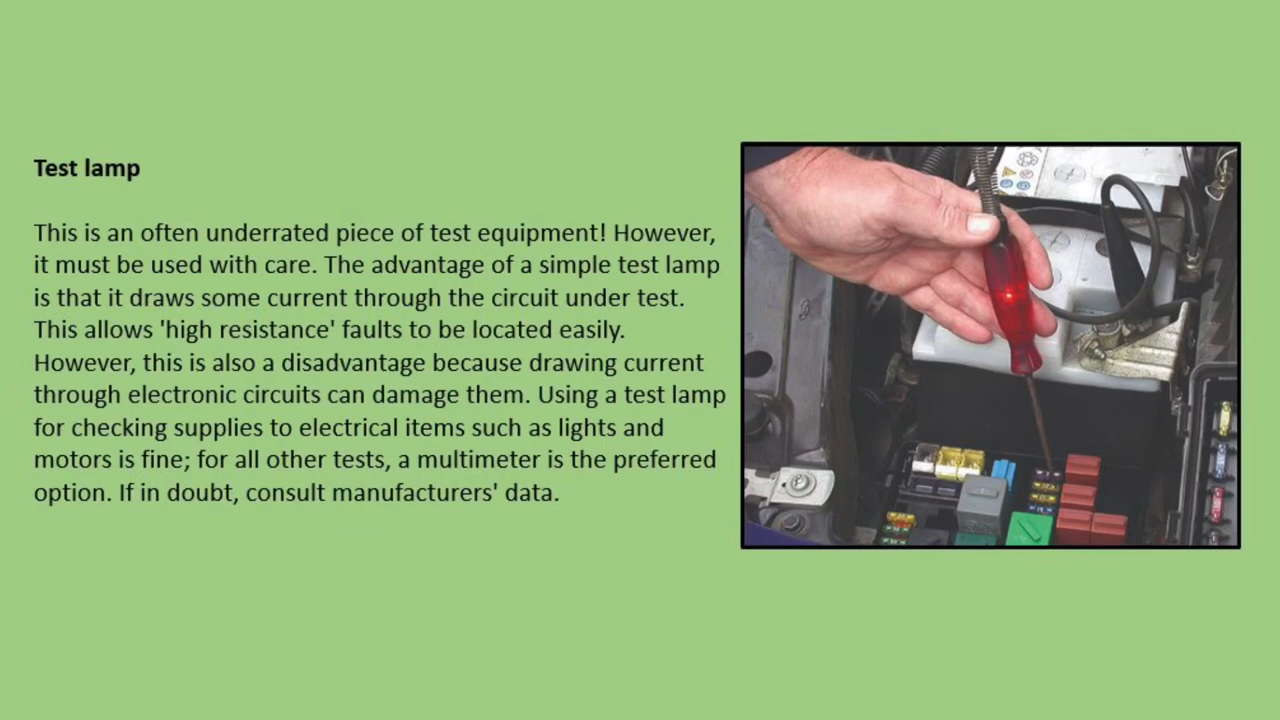 Test lamp
This is an often underrated piece of test equipment! However,
it must be used with care. The advantage of a simple test lamp
is that it draws some current through the circuit under test.
This allows 'high resistance' faults to be located easily.
However, this is also a disadvantage because drawing current
through electronic circuits can damage them. Using a test lamp
for checking supplies to electrical items such as lights and
motors is fine; for all other tests, a multimeter is the preferred
option. If in doubt, consult manufacturers' data.